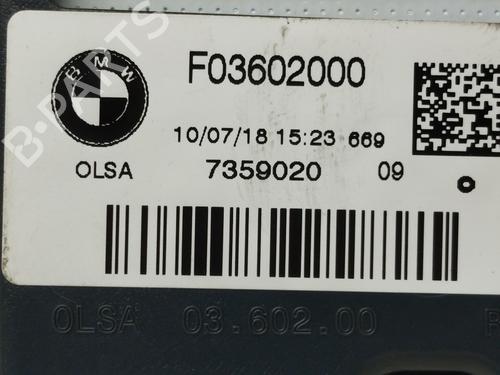 BMW
F03602000
10/07/18 15:23 669
OLSA 7359020 09
OLSA 03.602.00
B-PARTS